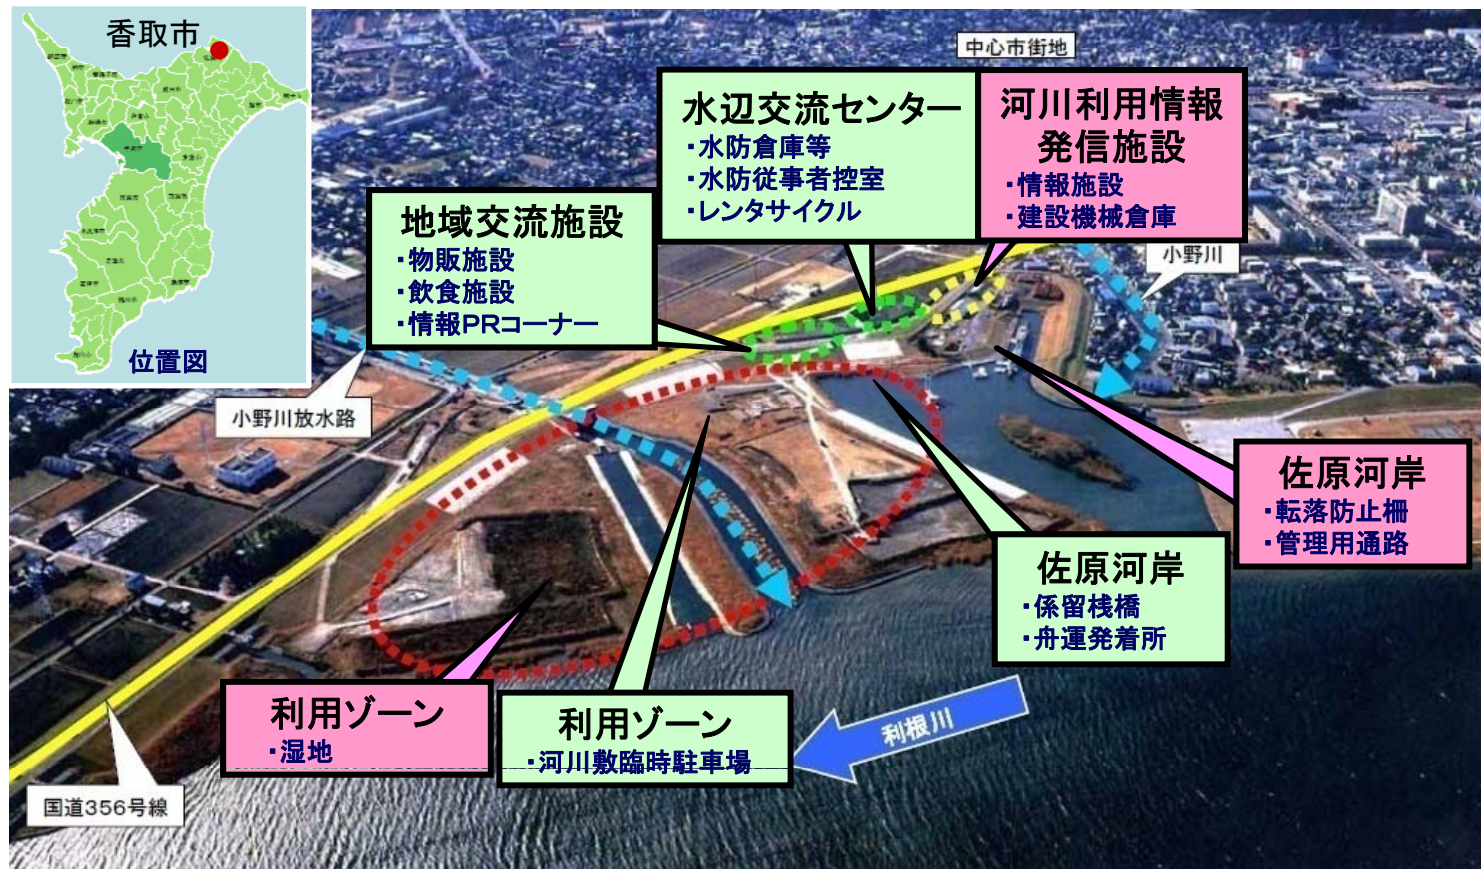 香取市
位置図
中心市街地
水辺交流センター
・水防倉庫等
・水防従事者控室
・レンタサイクル
河川利用情報
発信施設
・情報施設
・建設機械倉庫
地域交流施設
・物販施設
・飲食施設
・情報PRコーナー
小野川
小野川放水路
佐原河岸
・転落防止柵
・管理用通路
佐原河岸
・係留桟橋
・舟運発着所
利用ゾーン
・湿地
利用ゾーン
・河川敷臨時駐車場
利根川
国道356号線